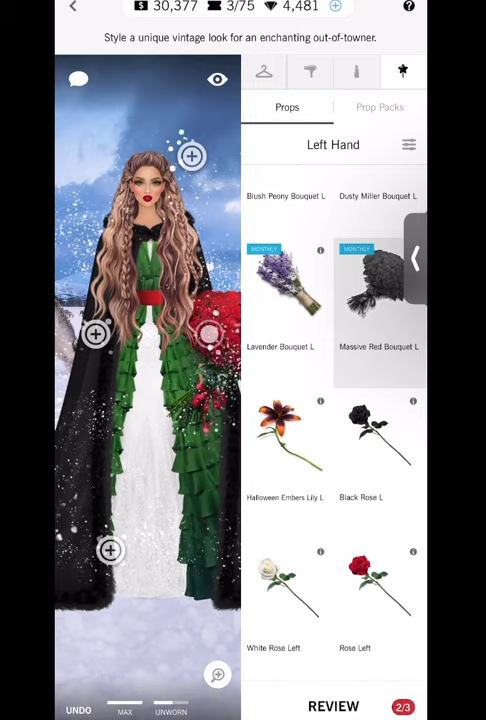 30,377 3/75 4,481
Style a unique vintage look for an enchanting out-of-towner.
Props Prop Packs
Left Hand
Blush Peony Bouquet L Dusty Miller Bouquet L
MONTHLY MONTHLY
Lavender Bouquet L Massive Red Bouquet L
Halloween Embers Lily L Black Rose L
White Rose Left Rose Left
UNDO MAX UNWORN REVIEW 2/3